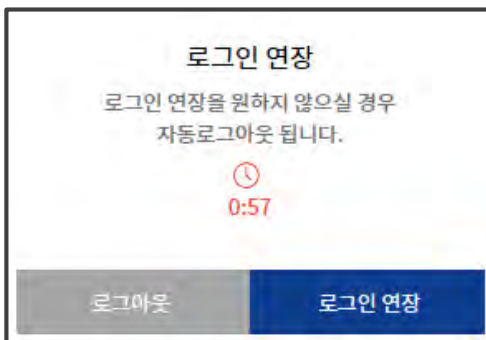 로그인 연장
로그인 연장을 원하지 않으실 경우
자동로그아웃 됩니다.
0:57
로그아웃
로그인 연장